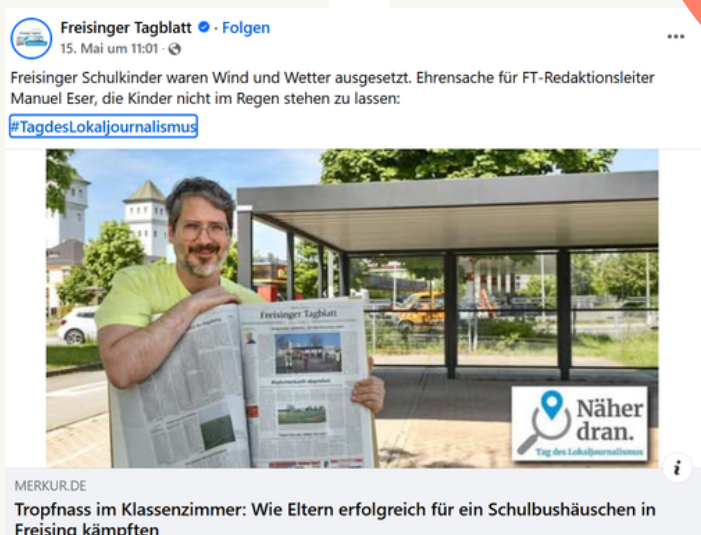 Freisinger Tagblatt · Folgen
15. Mai um 11:01 ·
Freisinger Schulkinder waren Wind und Wetter ausgesetzt. Ehrensache für FT-Redaktionsleiter
Manuel Eser, die Kinder nicht im Regen stehen zu lassen:
#TagdesLokaljournalismus
Freisinger Tagblatt
Näher
dran.
Tag des Lokaljournalismus
MERKUR.DE
Tropfnass im Klassenzimmer: Wie Eltern erfolgreich für ein Schulbushäuschen in
Freising kämpften